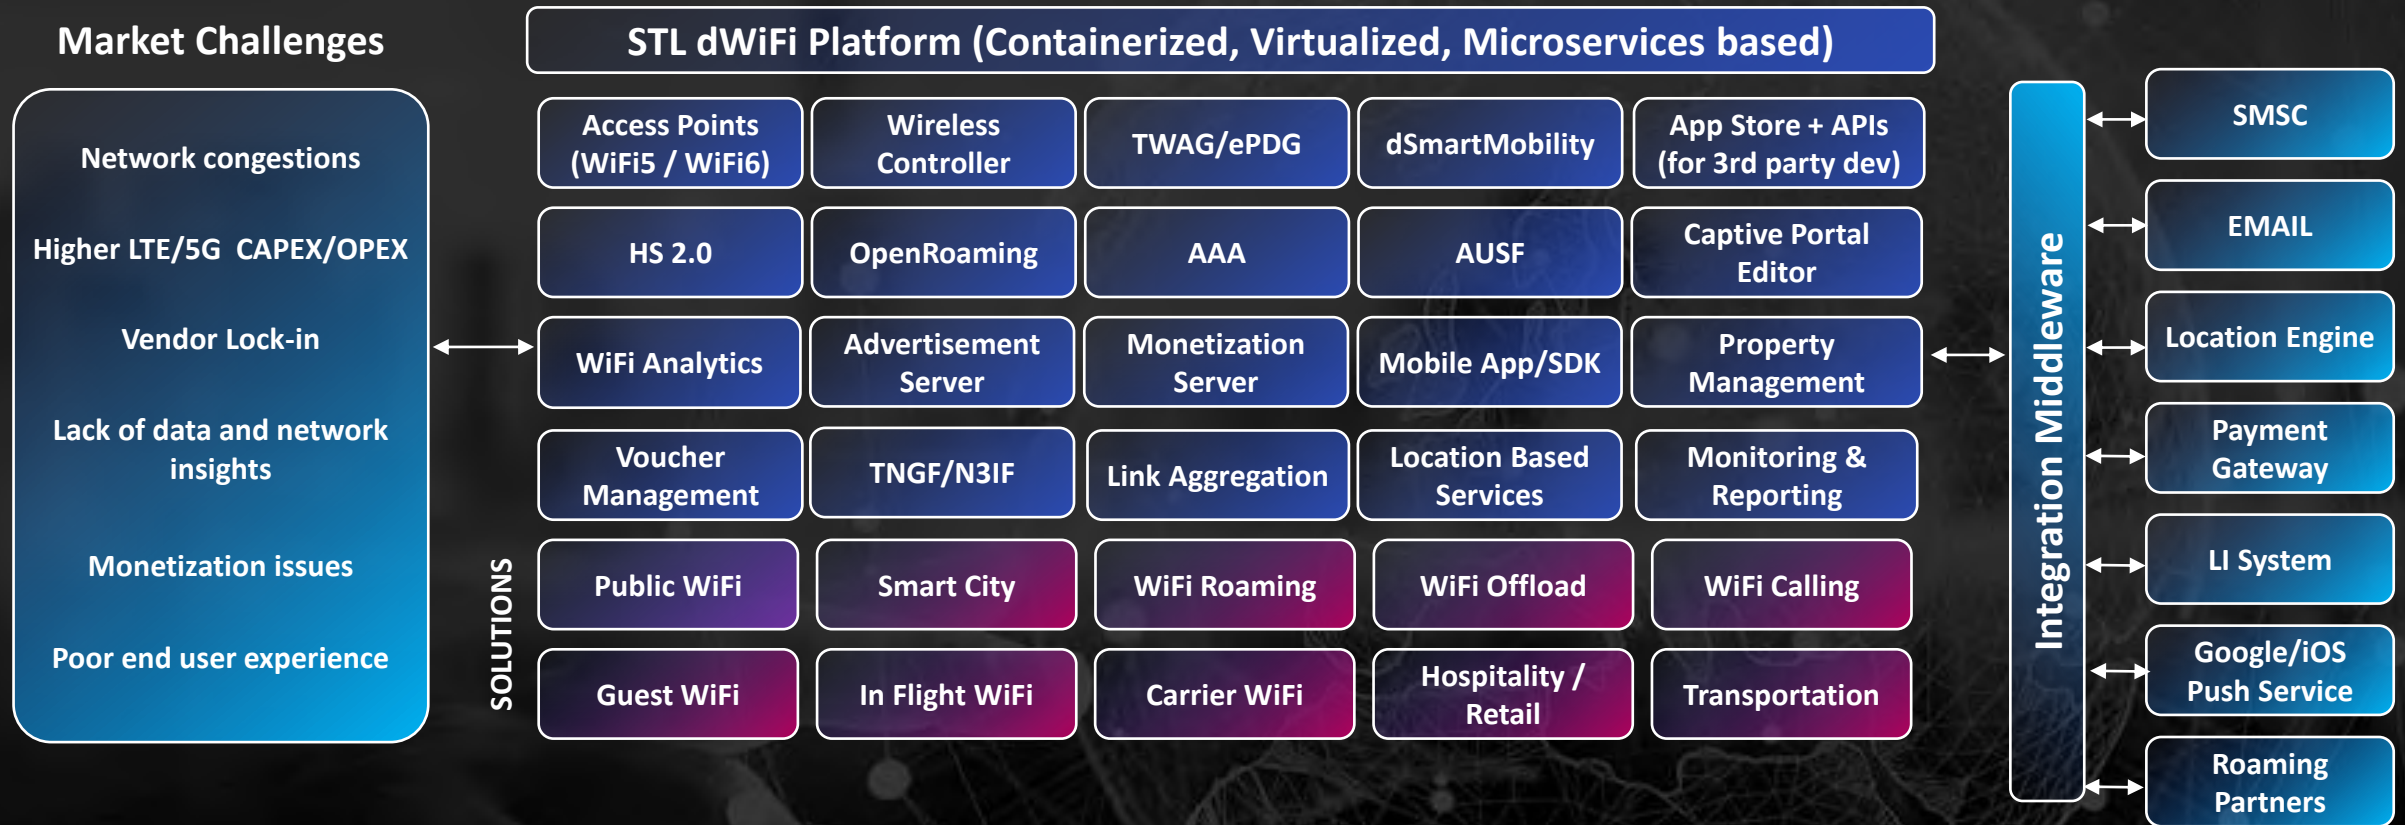 Market Challenges
Network congestions
Higher LTE/5G  CAPEX/OPEX
Vendor Lock-in
Lack of data and network
insights
Monetization issues
Poor end user experience
STL dWiFi Platform (Containerized, Virtualized, Microservices based)
Access Points
(WiFi5 / WiFi6)
Wireless
Controller
TWAG/ePDG
dSmartMobility
App Store + APIs
(for 3rd party dev)
HS 2.0
OpenRoaming
AAA
AUSF
Captive Portal
Editor
WiFi Analytics
Advertisement
Server
Monetization
Server
Mobile App/SDK
Property
Management
Voucher
Management
TNGF/N3IF
Link Aggregation
Location Based
Services
Monitoring &
Reporting
SOLUTIONS
Public WiFi
Smart City
WiFi Roaming
WiFi Offload
WiFi Calling
Guest WiFi
In Flight WiFi
Carrier WiFi
Hospitality /
Retail
Transportation
Integration Middleware
SMSC
EMAIL
Location Engine
Payment
Gateway
LI System
Google/iOS
Push Service
Roaming
Partners